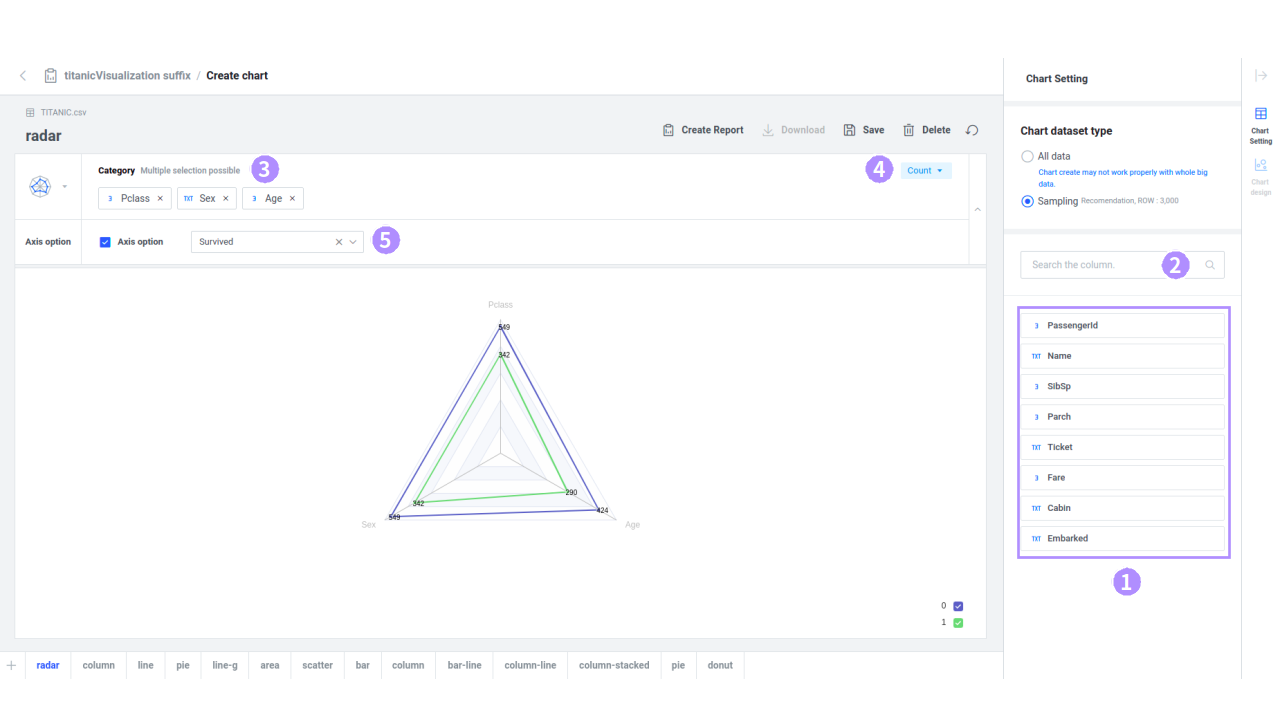 titanicVisualization suffix / Create chart
TITANIC.csv
radar
Create Report Download Save Delete
Category Multiple selection possible 3
4 Count
3 Pclass × TXT Sex × 3 Age ×
Axis option Axis option Survived 5
Pclass
549
342
290
342
424
549
Sex
Age
0
1
+ radar column line pie line-g area scatter bar column bar-line column-line column-stacked pie donut
Chart Setting
Chart dataset type
All data
Chart create may not work properly with whole big
data.
Sampling Recomendation, ROW : 3,000
Search the column. 2
3 PassengerId
TXT Name
3 SibSp
3 Parch
TXT Ticket
3 Fare
TXT Cabin
TXT Embarked
1
Chart
Setting
Chart
design